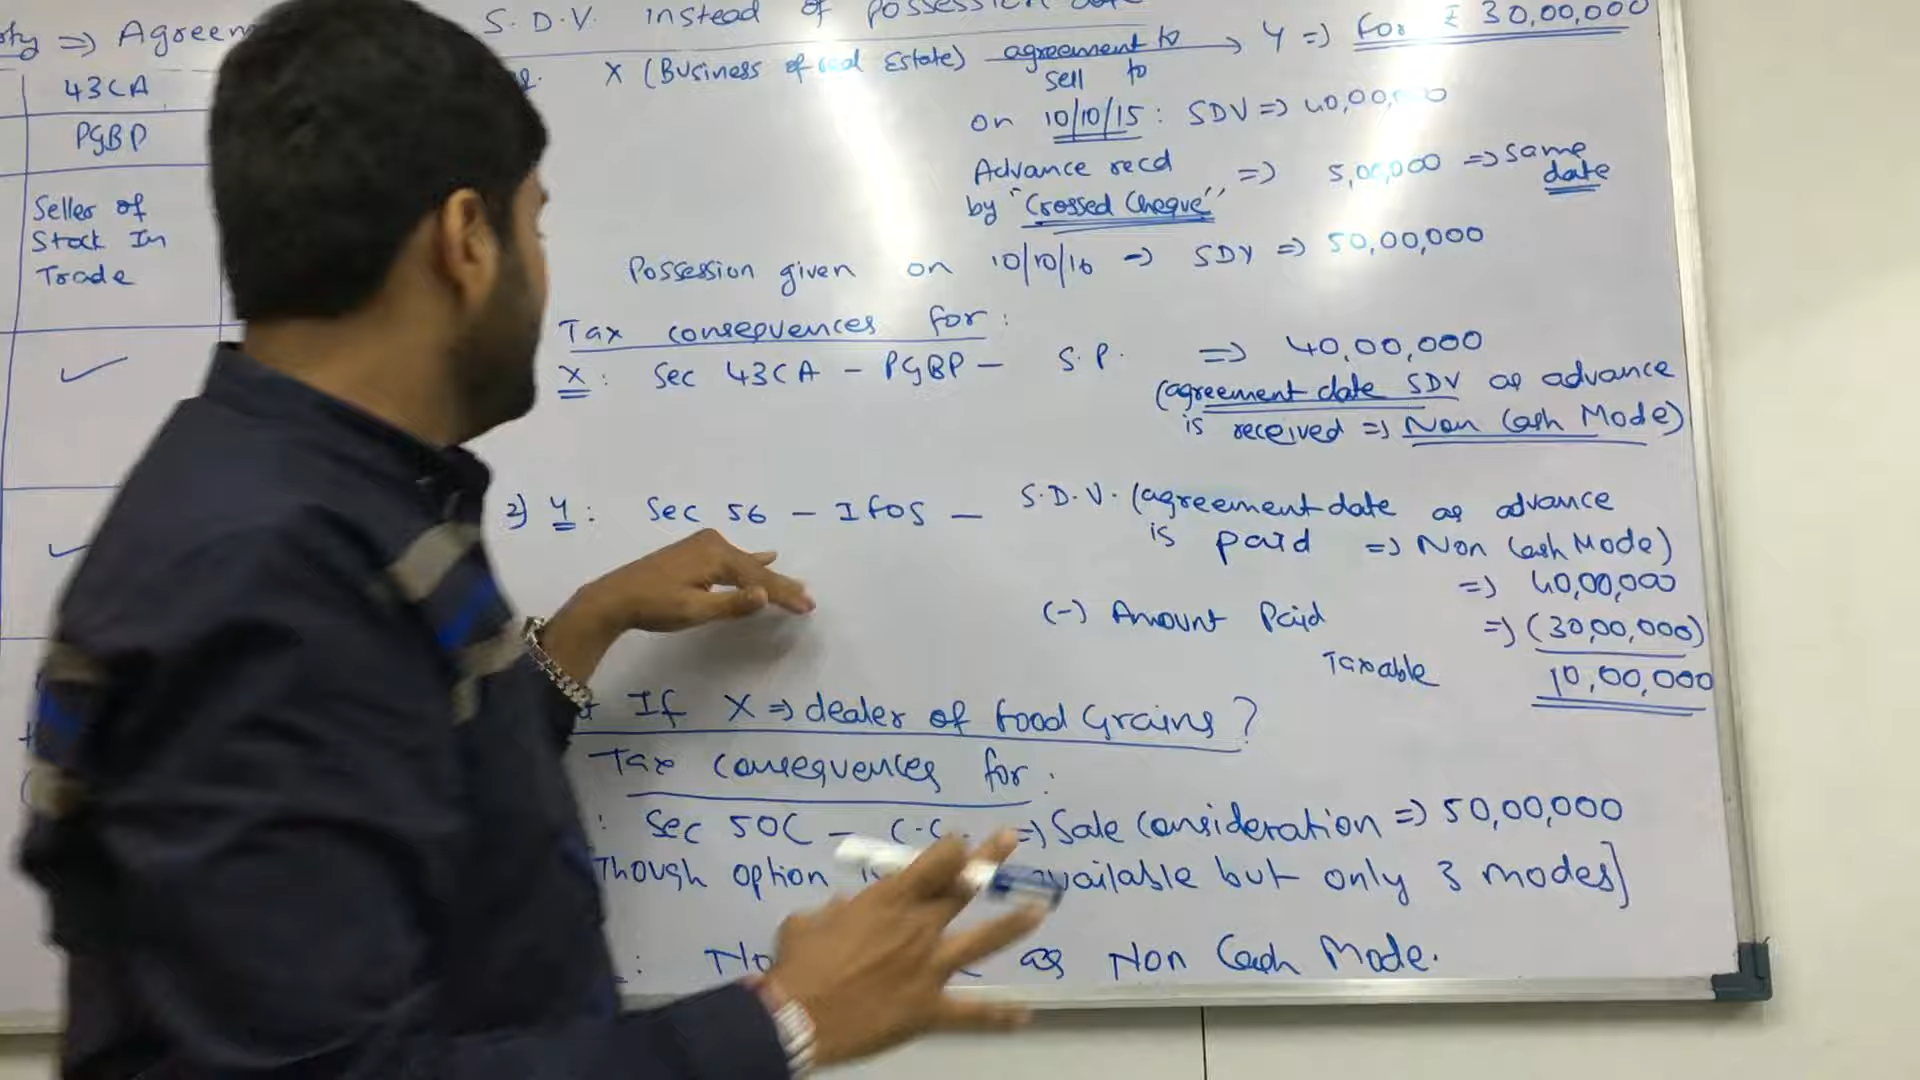 S.D.V. instead of possession
=> Agreem
43CA
PGBP
Seller of
Stock In
Trade
X (Business of real Estate) agreement to sell to Y => for ₹ 30,00,000
on 10/10/15 : SDV => 40,00,000
Advance recd by "Crossed Cheque" => 5,00,000 => same date
Possession given on 10/10/16 -> SDV => 50,00,000
Tax consequences for :
X : Sec 43CA - PGBP - S.P. => 40,00,000
(agreement date SDV as advance
is received => Non Cash Mode)
2) Y : Sec 56 - IFOS - S.D.V. (agreement date as advance
is paid => Non Cash Mode)
=> 40,00,000
(-) Amount Paid => (30,00,000)
Taxable 10,00,000
If X => dealer of food Grains ?
Tax consequences for :
: Sec 50C - C.G. => Sale Consideration => 50,00,000
Though option available but only 3 modes]
: No as Non Cash Mode.